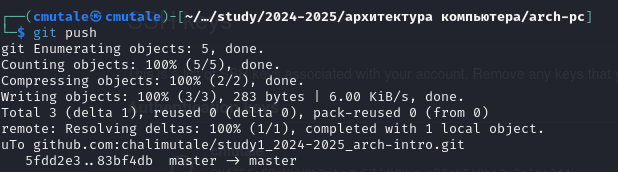 (cmutale㉿cmutale)-[~/…/study/2024-2025/архитектура компьютера/arch-pc]
$ git push
git Enumerating objects: 5, done.
Counting objects: 100% (5/5), done.
Compressing objects: 100% (2/2), done.
Writing objects: 100% (3/3), 283 bytes | 6.00 KiB/s, done.
Total 3 (delta 1), reused 0 (delta 0), pack-reused 0 (from 0)
remote: Resolving deltas: 100% (1/1), completed with 1 local object.
uTo github.com:chalimutale/study1_2024-2025_arch-intro.git
5fdd2e3..83bf4db master -> master